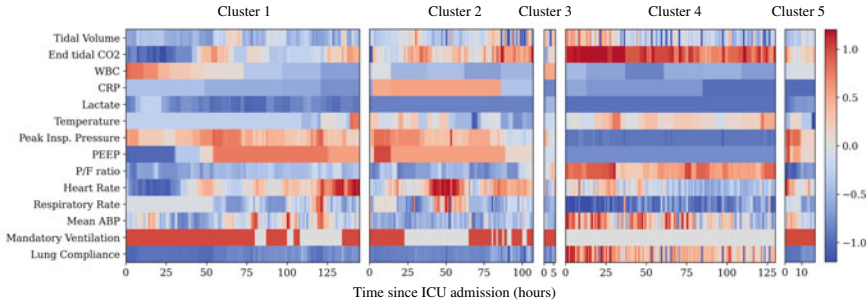 Cluster 1 Cluster 2 Cluster 3 Cluster 4 Cluster 5
Tidal Volume
End tidal CO2
WBC
CRP
Lactate
Temperature
Peak Insp. Pressure
PEEP
P/F ratio
Heart Rate
Respiratory Rate
Mean ABP
Mandatory Ventilation
Lung Compliance
1.0
0.5
0.0
−0.5
−1.0
0 25 50 75 100 125 0 25 50 75 100 0 5 0 25 50 75 100 125 0 10
Time since ICU admission (hours)